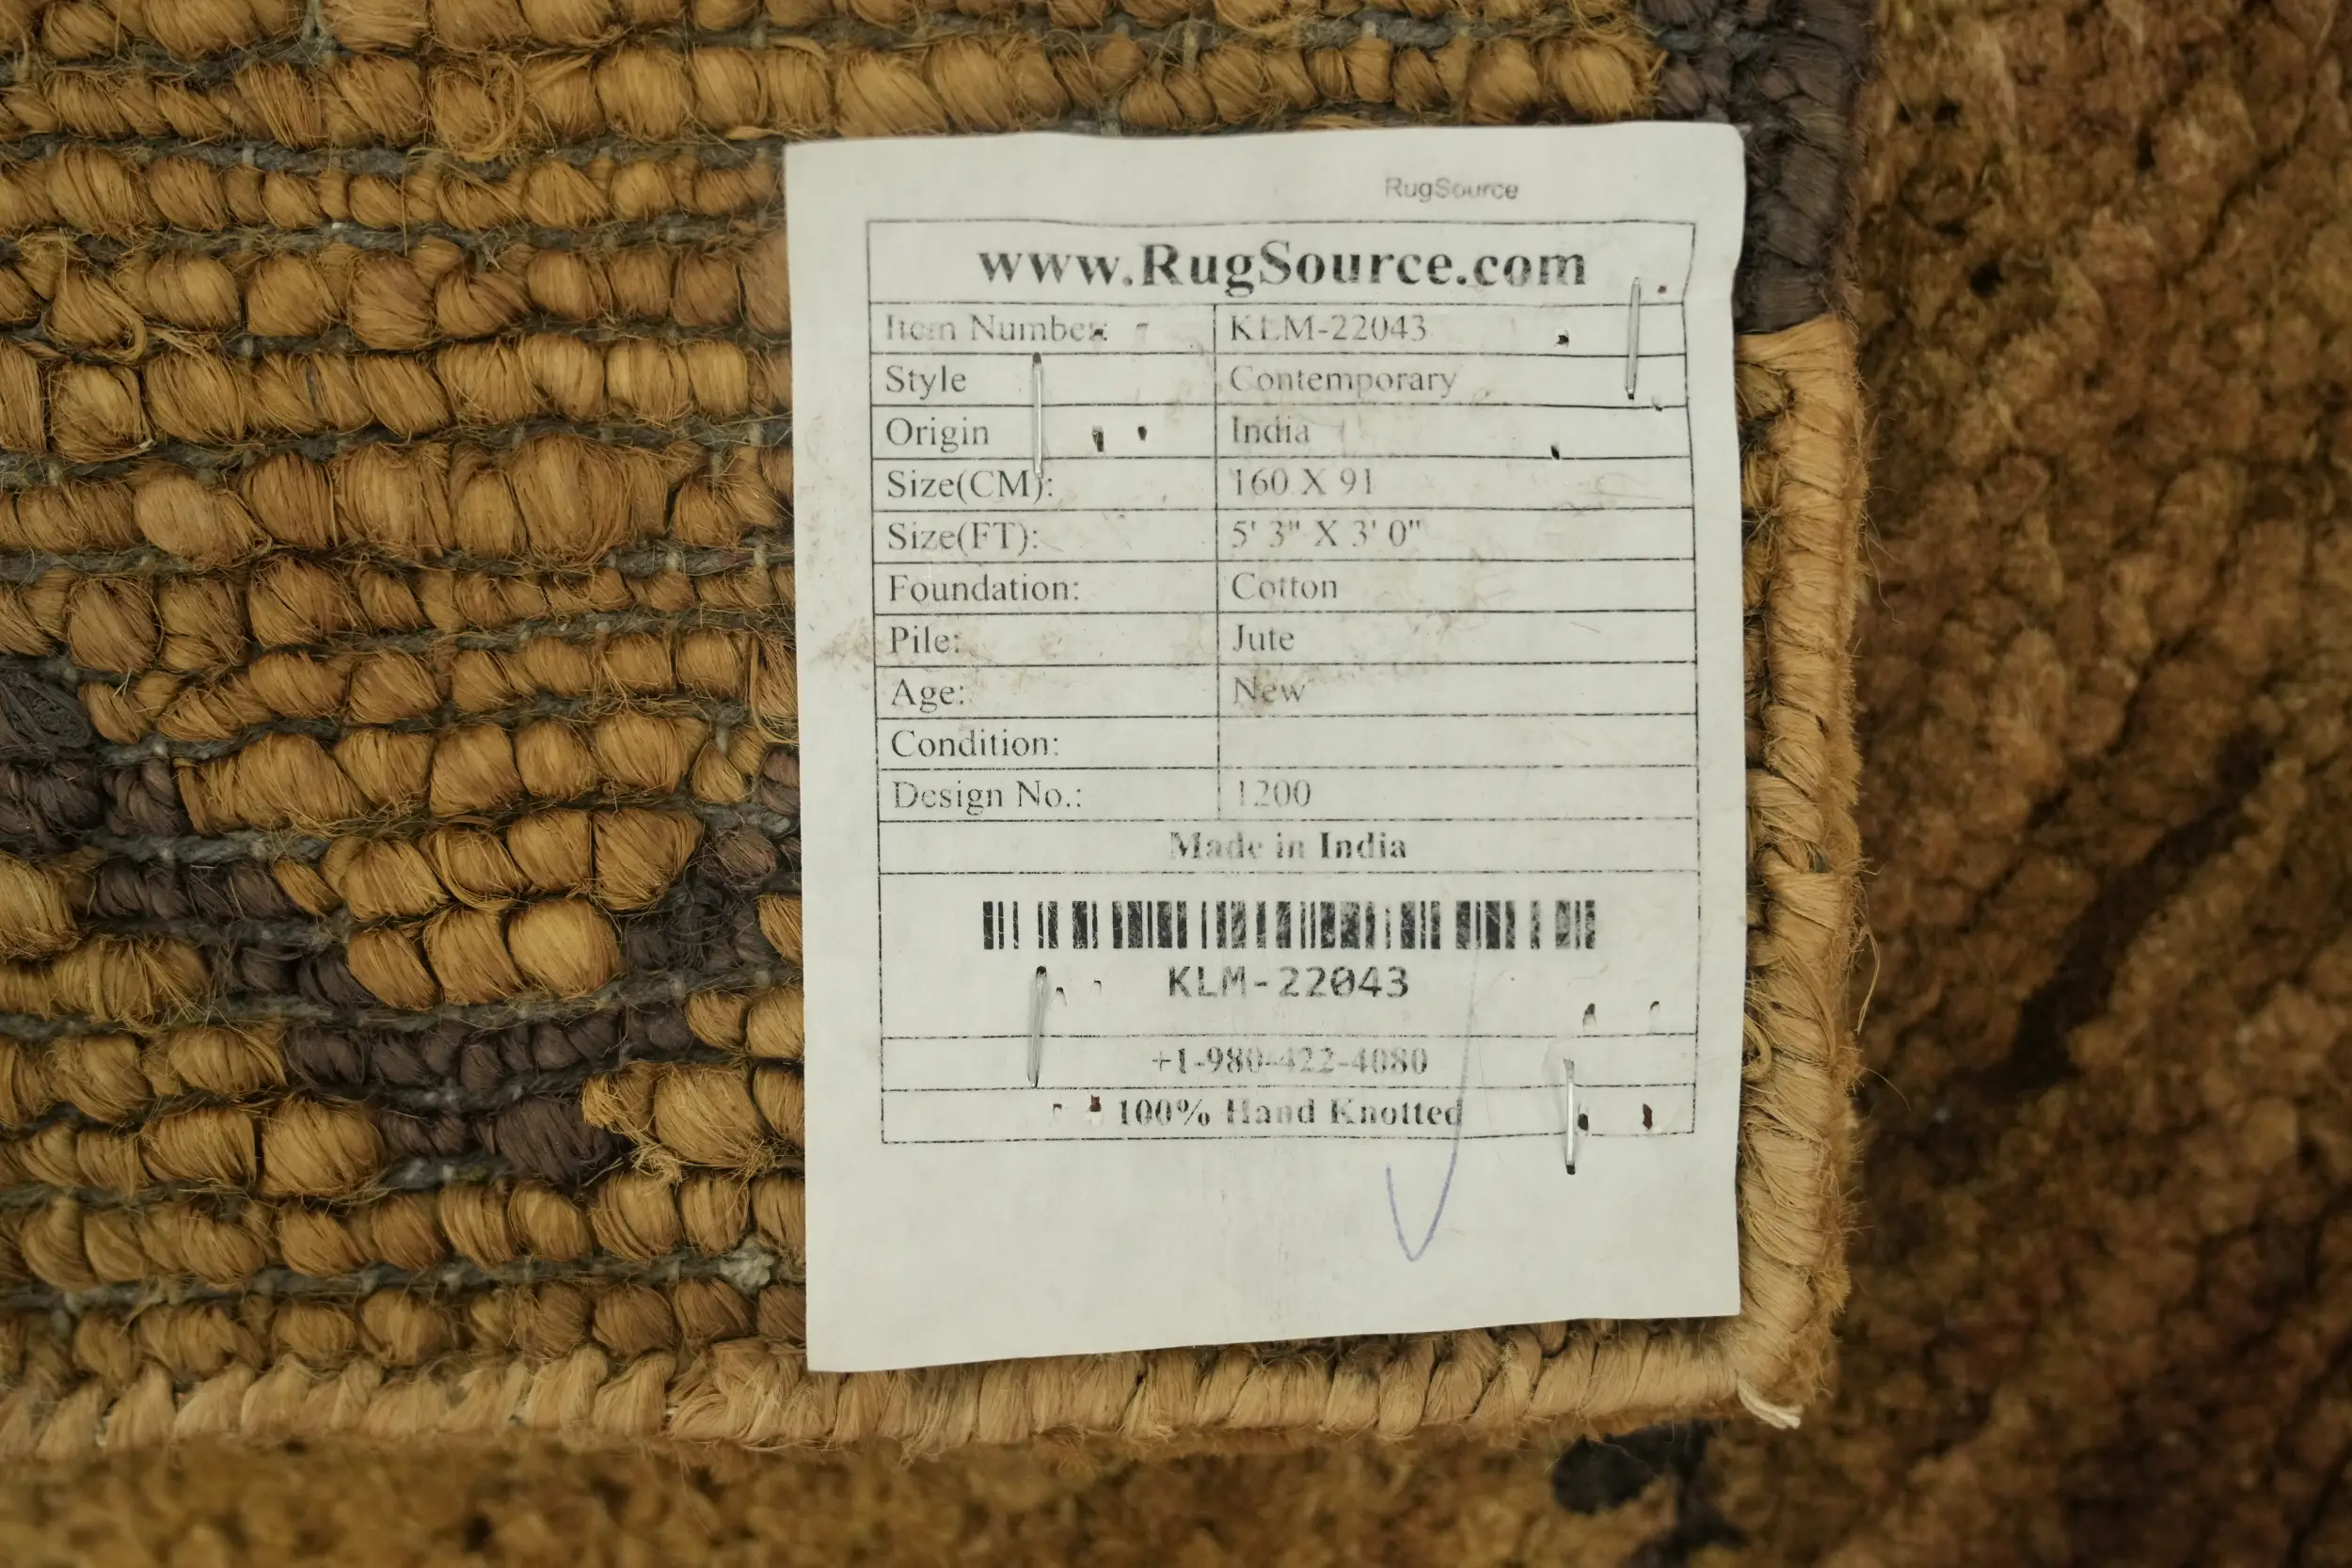 RugSource
www.RugSource.com
Item Number: KLM-22043
Style Contemporary
Origin India
Size(CM): 160 X 91
Size(FT): 5' 3" X 3' 0"
Foundation: Cotton
Pile: Jute
Age: New
Condition:
Design No.: 1200
Made in India
KLM-22043
+1-980-422-4080
100% Hand Knotted